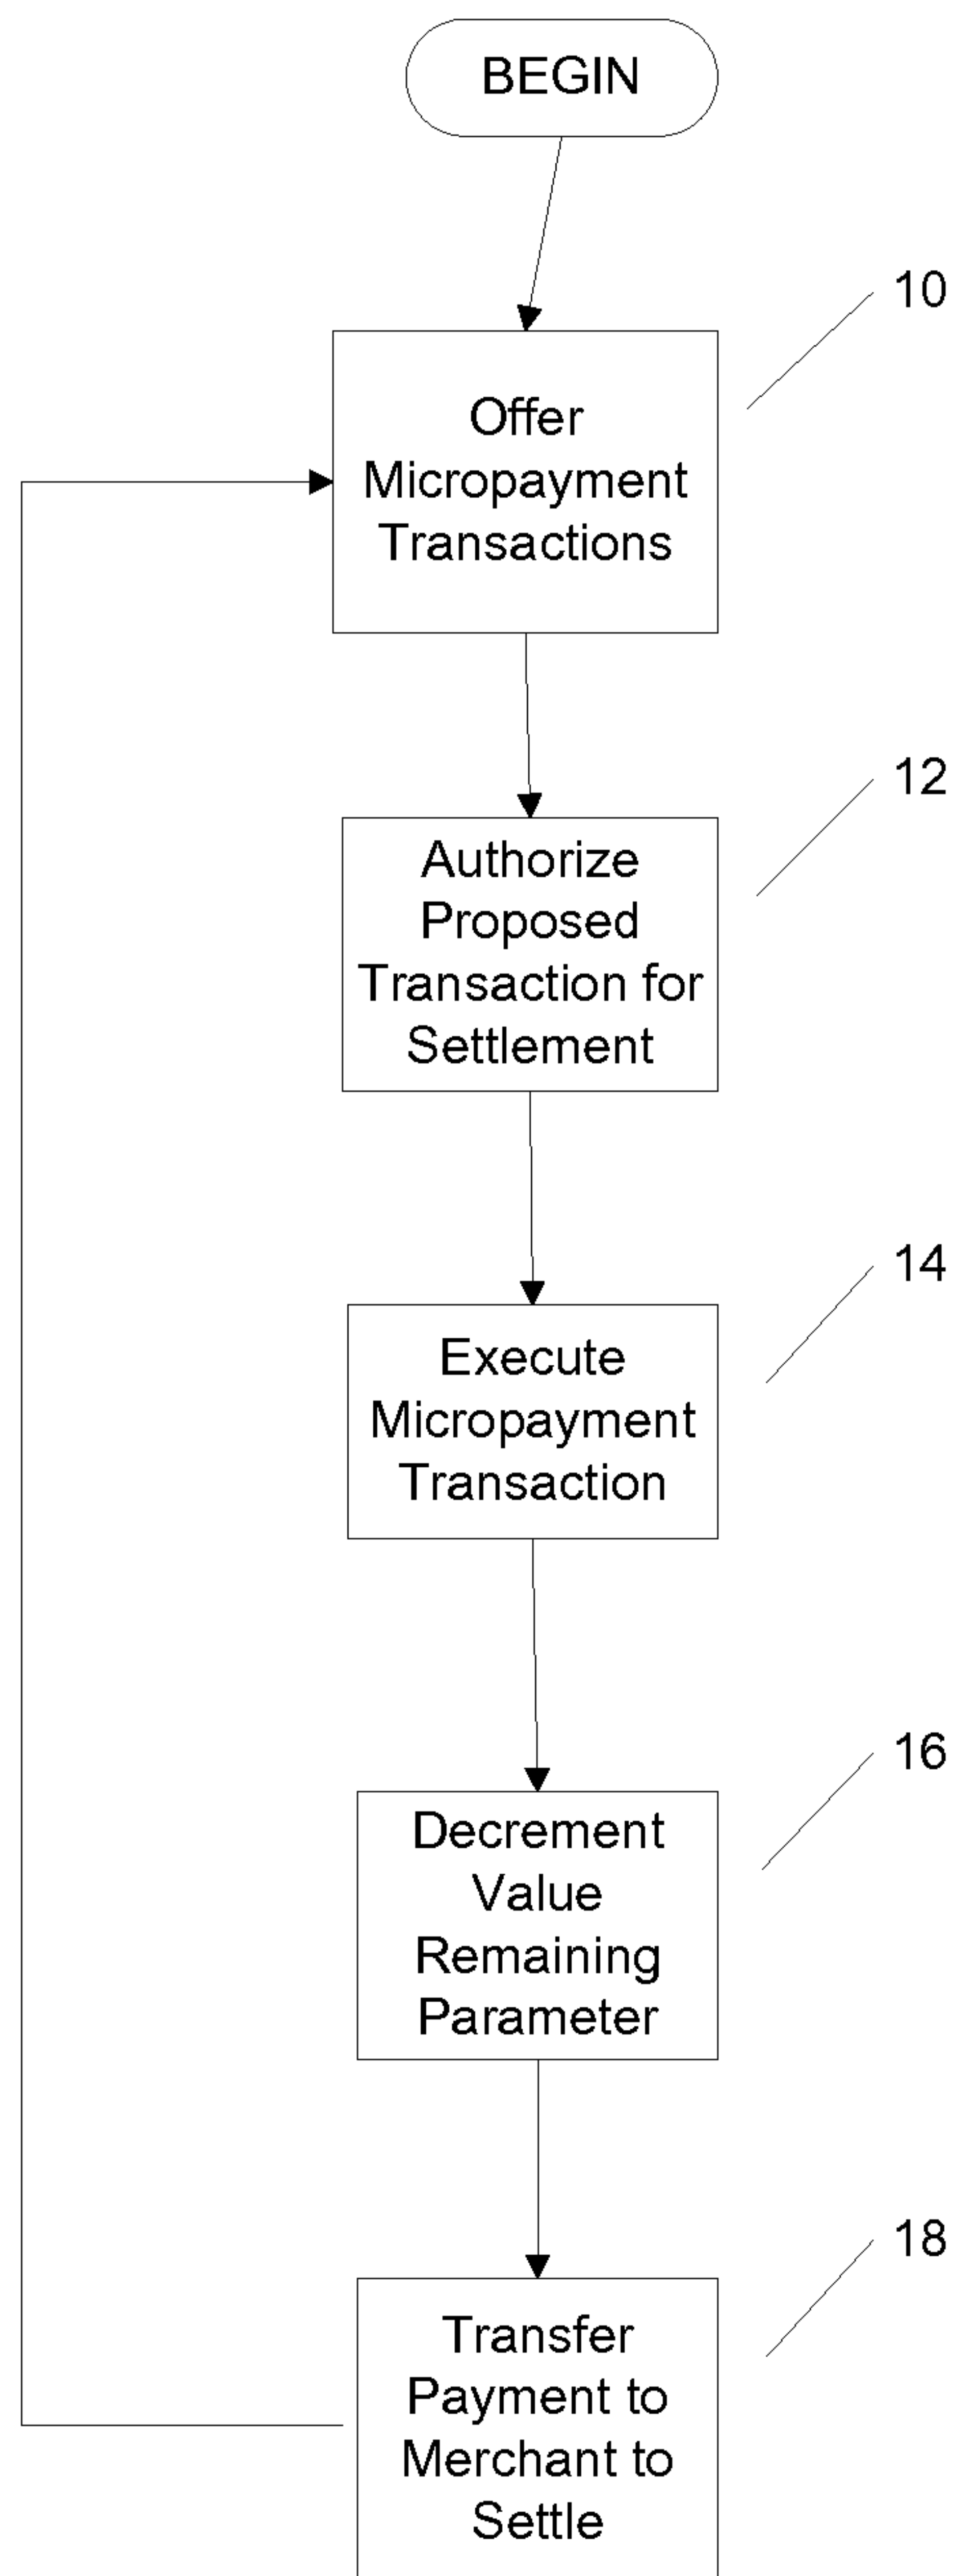 BEGIN
10
Offer
Micropayment
Transactions
12
Authorize
Proposed
Transaction for
Settlement
14
Execute
Micropayment
Transaction
16
Decrement
Value
Remaining
Parameter
18
Transfer
Payment to
Merchant to
Settle